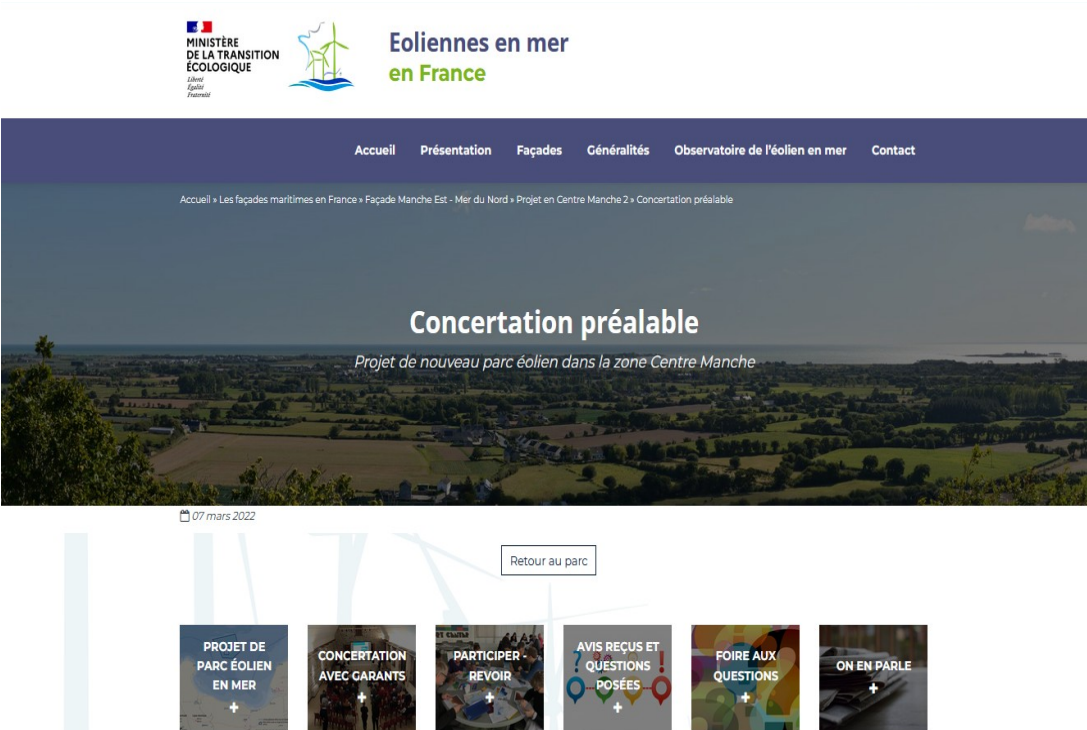 MINISTÈRE
DE LA TRANSITION
ÉCOLOGIQUE
Liberté
Égalité
Fraternité
Eoliennes en mer
en France
Accueil Présentation Façades Généralités Observatoire de l'éolien en mer Contact
Accueil » Les façades maritimes en France » Façade Manche Est - Mer du Nord » Projet en Centre Manche 2 » Concertation préalable
Concertation préalable
Projet de nouveau parc éolien dans la zone Centre Manche
07 mars 2022
Retour au parc
PROJET DE
PARC ÉOLIEN
EN MER
+
CONCERTATION
AVEC GARANTS
+
PARTICIPER -
REVOIR
+
AVIS REÇUS ET
QUESTIONS
POSÉES
+
FOIRE AUX
QUESTIONS
+
ON EN PARLE
+